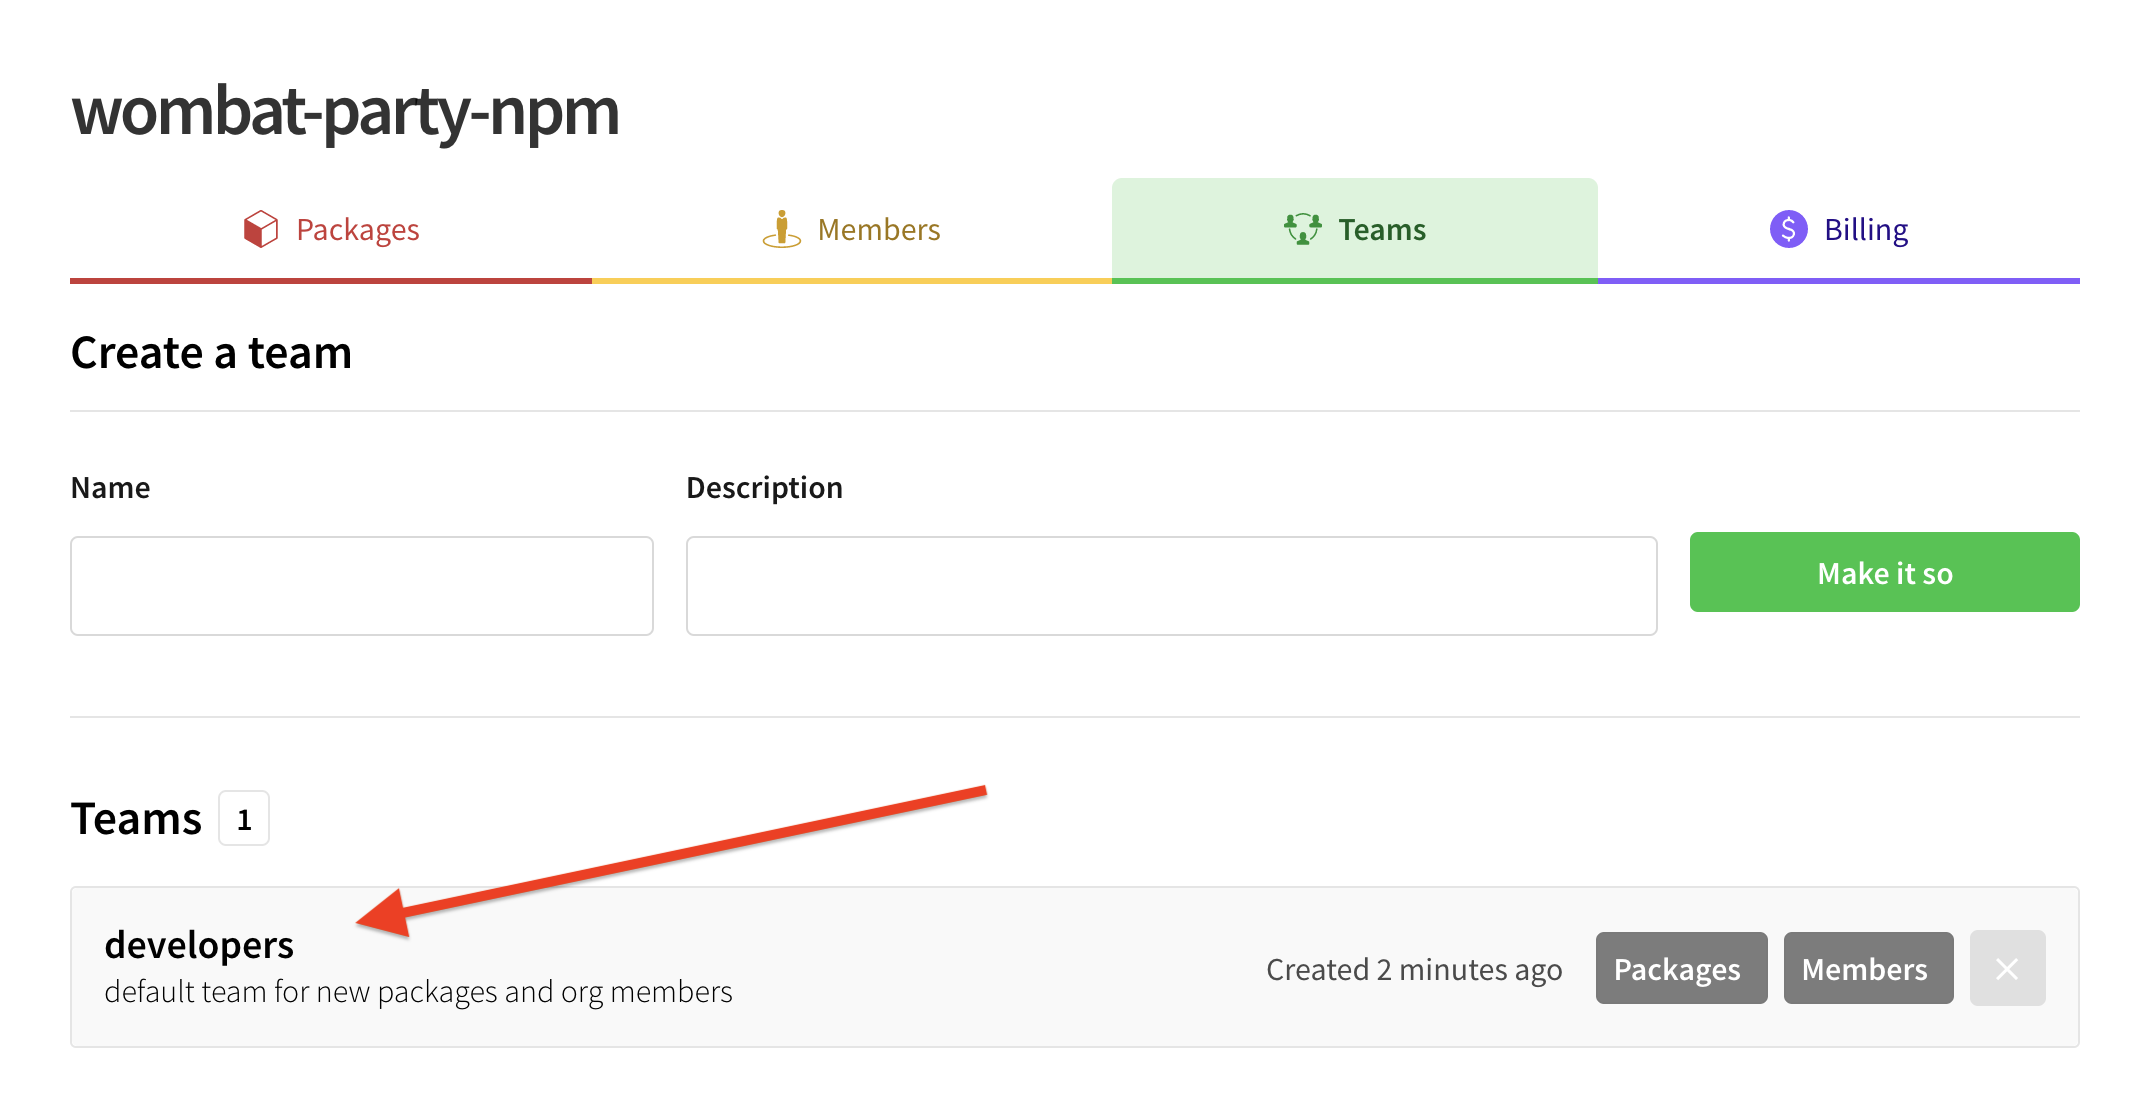 wombat-party-npm
Packages
Members
Teams
$ Billing
Create a team
Name
Description
Make it so
Teams 1
developers
default team for new packages and org members
Created 2 minutes ago
Packages
Members